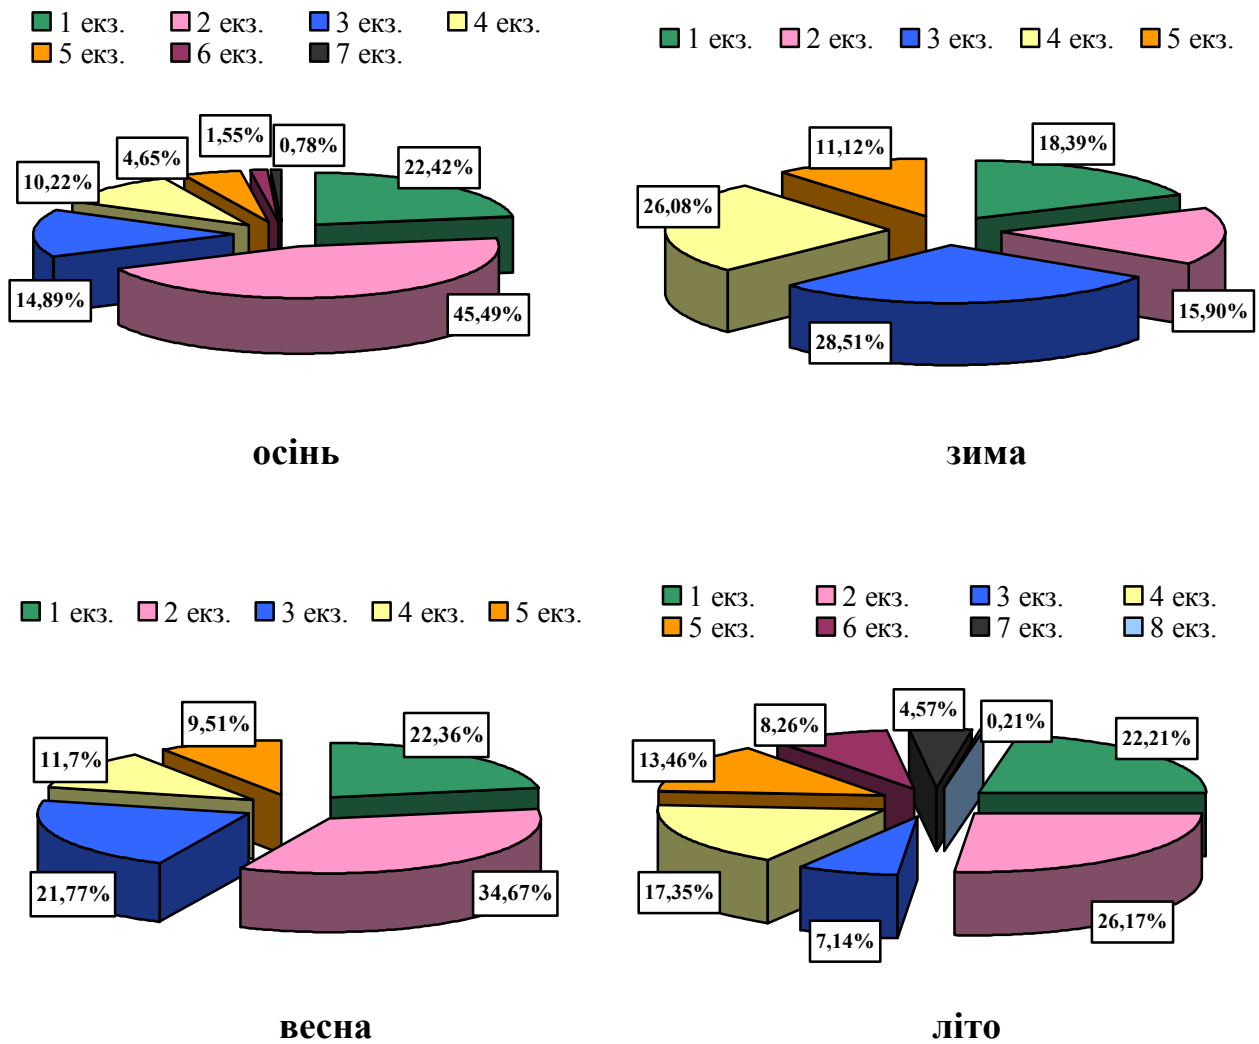 1 екз. 2 екз. 3 екз. 4 екз.
5 екз. 6 екз. 7 екз.
1,55% 0,78%
4,65% 22,42%
10,22%
14,89%
45,49%
осінь
1 екз. 2 екз. 3 екз. 4 екз. 5 екз.
11,12% 18,39%
26,08%
15,90%
28,51%
зима
1 екз. 2 екз. 3 екз. 4 екз. 5 екз.
9,51% 22,36%
11,7%
21,77% 34,67%
весна
1 екз. 2 екз. 3 екз. 4 екз.
5 екз. 6 екз. 7 екз. 8 екз.
4,57% 0,21%
8,26% 22,21%
13,46%
17,35%
26,17%
7,14%
літо